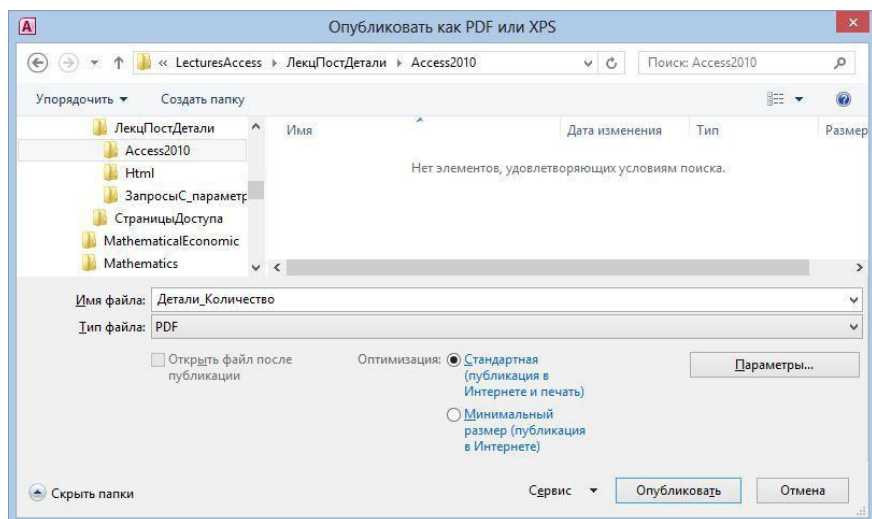 Опубликовать как PDF или XPS
« LecturesAccess ▸ ЛекцПостДетали ▸ Access2010
Поиск: Access2010
Упорядочить ▾ Создать папку
ЛекцПостДетали
Access2010
Html
ЗапросыС_параметр
СтраницыДоступа
MathematicalEconomic
Mathematics
Имя Дата изменения Тип Размер
Нет элементов, удовлетворяющих условиям поиска.
Имя файла: Детали_Количество
Тип файла: PDF
Открыть файл после
публикации
Оптимизация: Стандартная
(публикация в
Интернете и печать)
Минимальный
размер (публикация
в Интернете)
Параметры...
Скрыть папки
Сервис ▾ Опубликовать Отмена